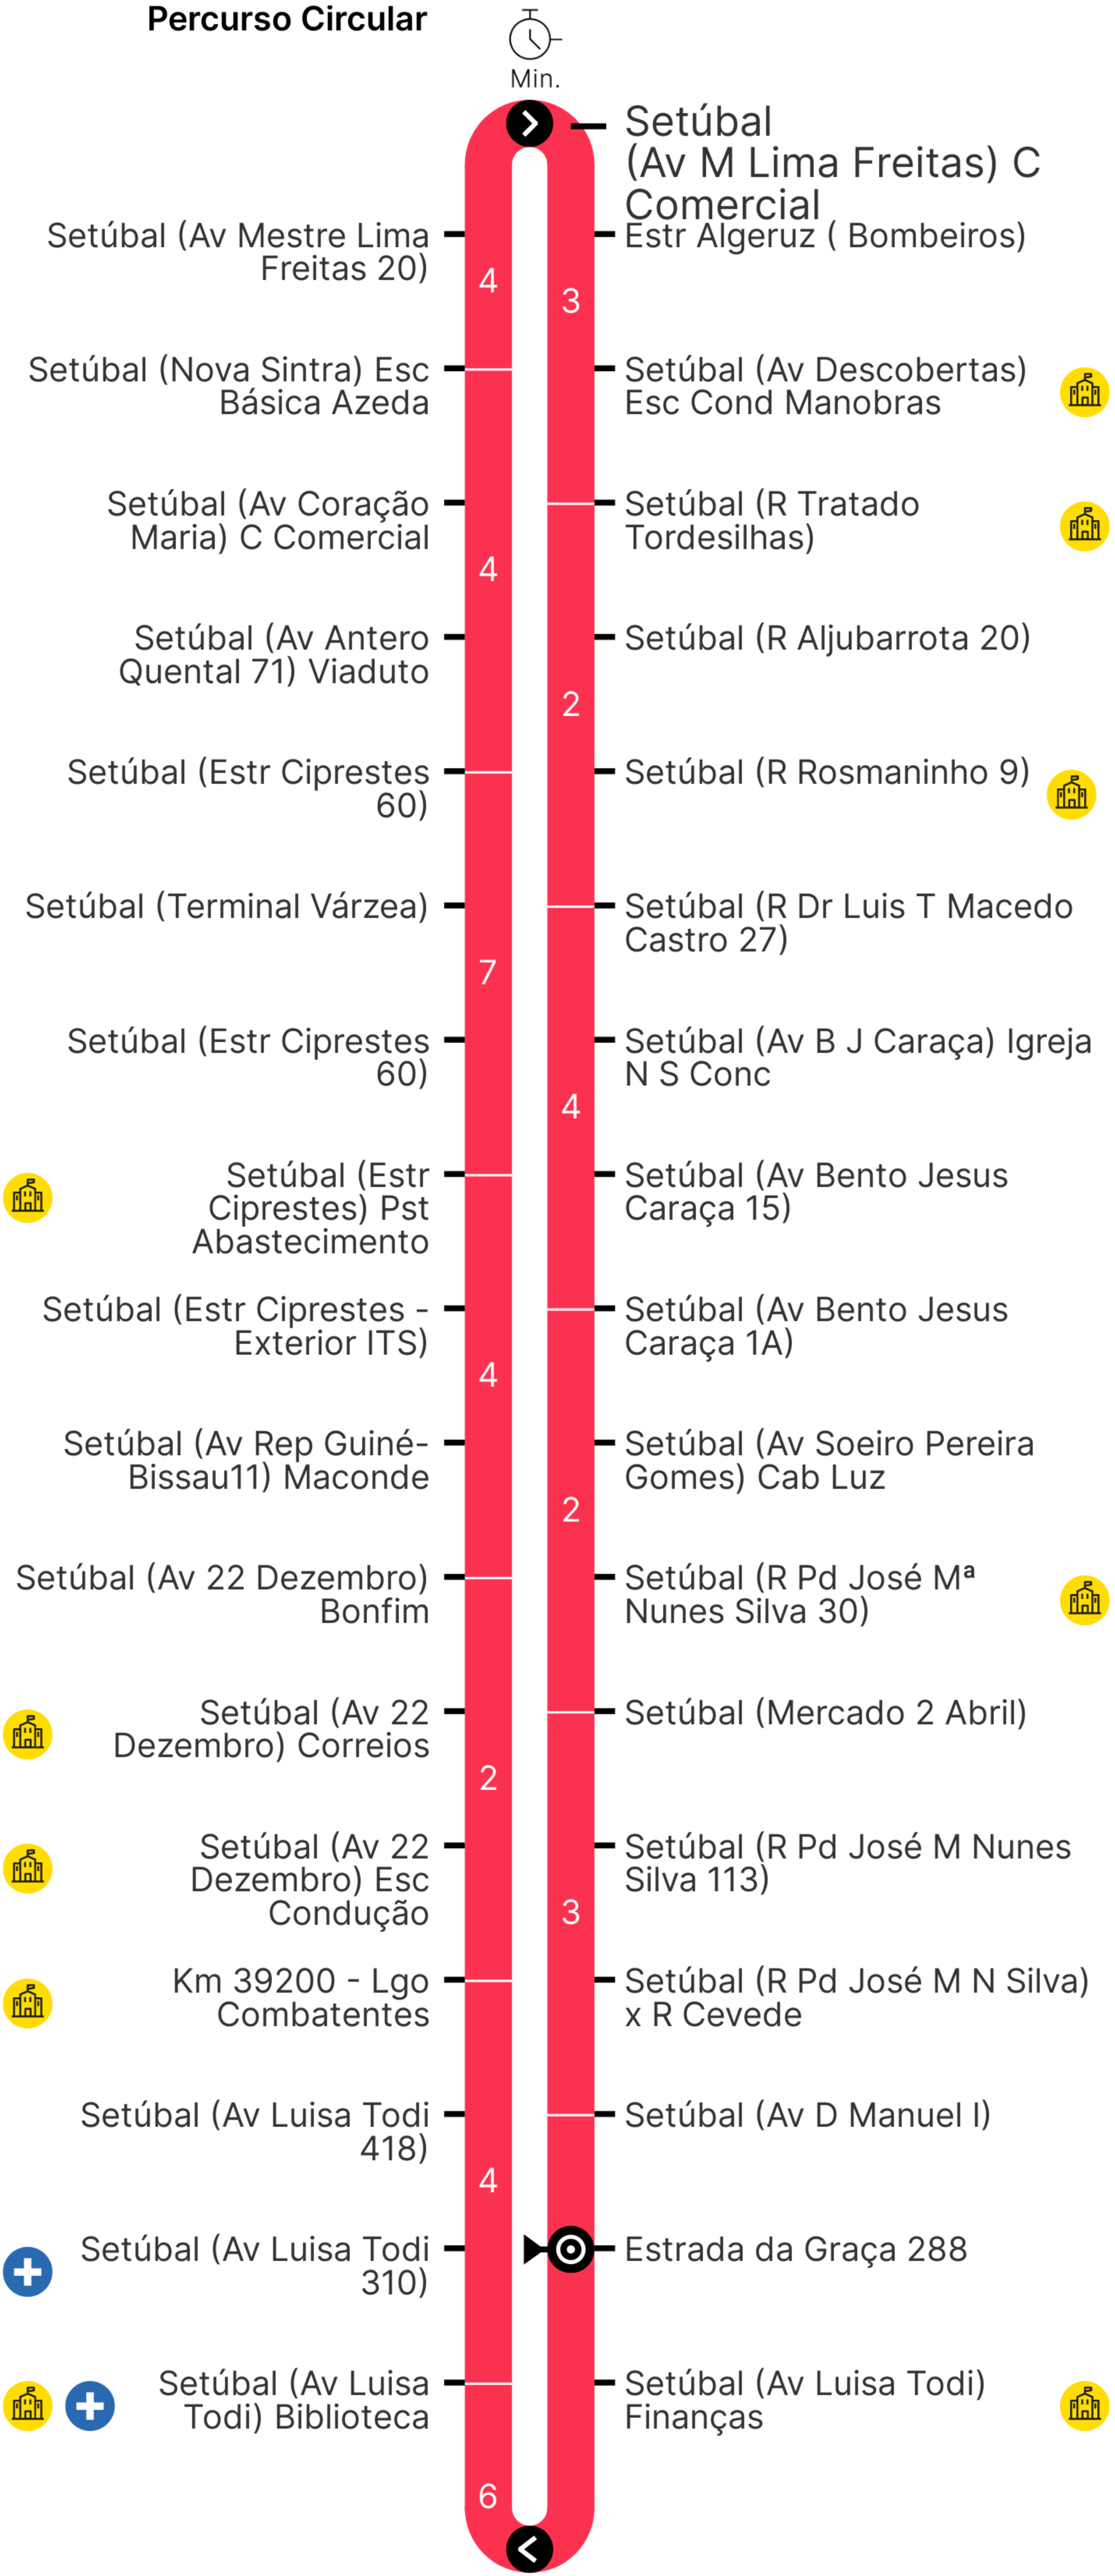 Percurso Circular
Min.
Setúbal
(Av M Lima Freitas) C
Comercial
Estr Algeruz ( Bombeiros)
3
Setúbal (Av Descobertas)
Esc Cond Manobras
Setúbal (R Tratado
Tordesilhas)
Setúbal (R Aljubarrota 20)
2
Setúbal (R Rosmaninho 9)
Setúbal (R Dr Luis T Macedo
Castro 27)
Setúbal (Av B J Caraça) Igreja
N S Conc
4
Setúbal (Av Bento Jesus
Caraça 15)
Setúbal (Av Bento Jesus
Caraça 1A)
Setúbal (Av Soeiro Pereira
Gomes) Cab Luz
2
Setúbal (R Pd José Mª
Nunes Silva 30)
Setúbal (Mercado 2 Abril)
Setúbal (R Pd José M Nunes
Silva 113)
3
Setúbal (R Pd José M N Silva)
x R Cevede
Setúbal (Av D Manuel I)
Estrada da Graça 288
Setúbal (Av Luisa Todi)
Finanças
Setúbal (Av Mestre Lima
Freitas 20)
4
Setúbal (Nova Sintra) Esc
Básica Azeda
Setúbal (Av Coração
Maria) C Comercial
4
Setúbal (Av Antero
Quental 71) Viaduto
Setúbal (Estr Ciprestes
60)
Setúbal (Terminal Várzea)
7
Setúbal (Estr Ciprestes
60)
Setúbal (Estr
Ciprestes) Pst
Abastecimento
Setúbal (Estr Ciprestes -
Exterior ITS)
4
Setúbal (Av Rep Guiné-
Bissau11) Maconde
Setúbal (Av 22 Dezembro)
Bonfim
Setúbal (Av 22
Dezembro) Correios
2
Setúbal (Av 22
Dezembro) Esc
Condução
Km 39200 - Lgo
Combatentes
Setúbal (Av Luisa Todi
418)
4
Setúbal (Av Luisa Todi
310)
Setúbal (Av Luisa
Todi) Biblioteca
6